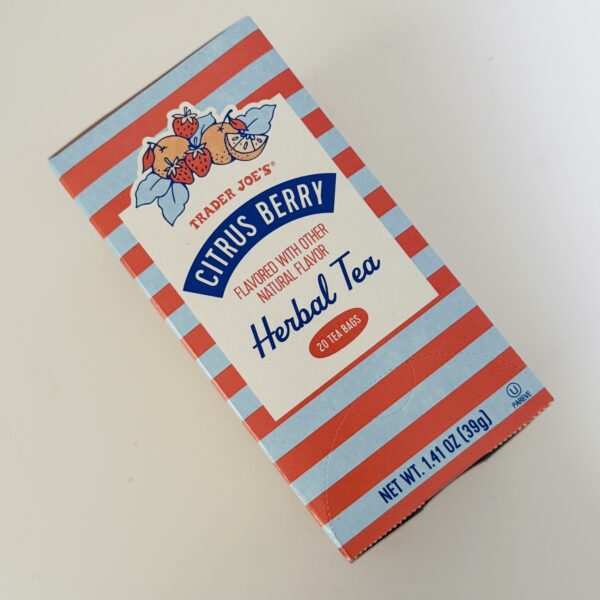 TRADER JOE'S®
CITRUS BERRY
FLAVORED WITH OTHER
NATURAL FLAVOR
Herbal Tea
20 TEA BAGS
U
PAREVE
NET WT. 1.41 OZ (39g)